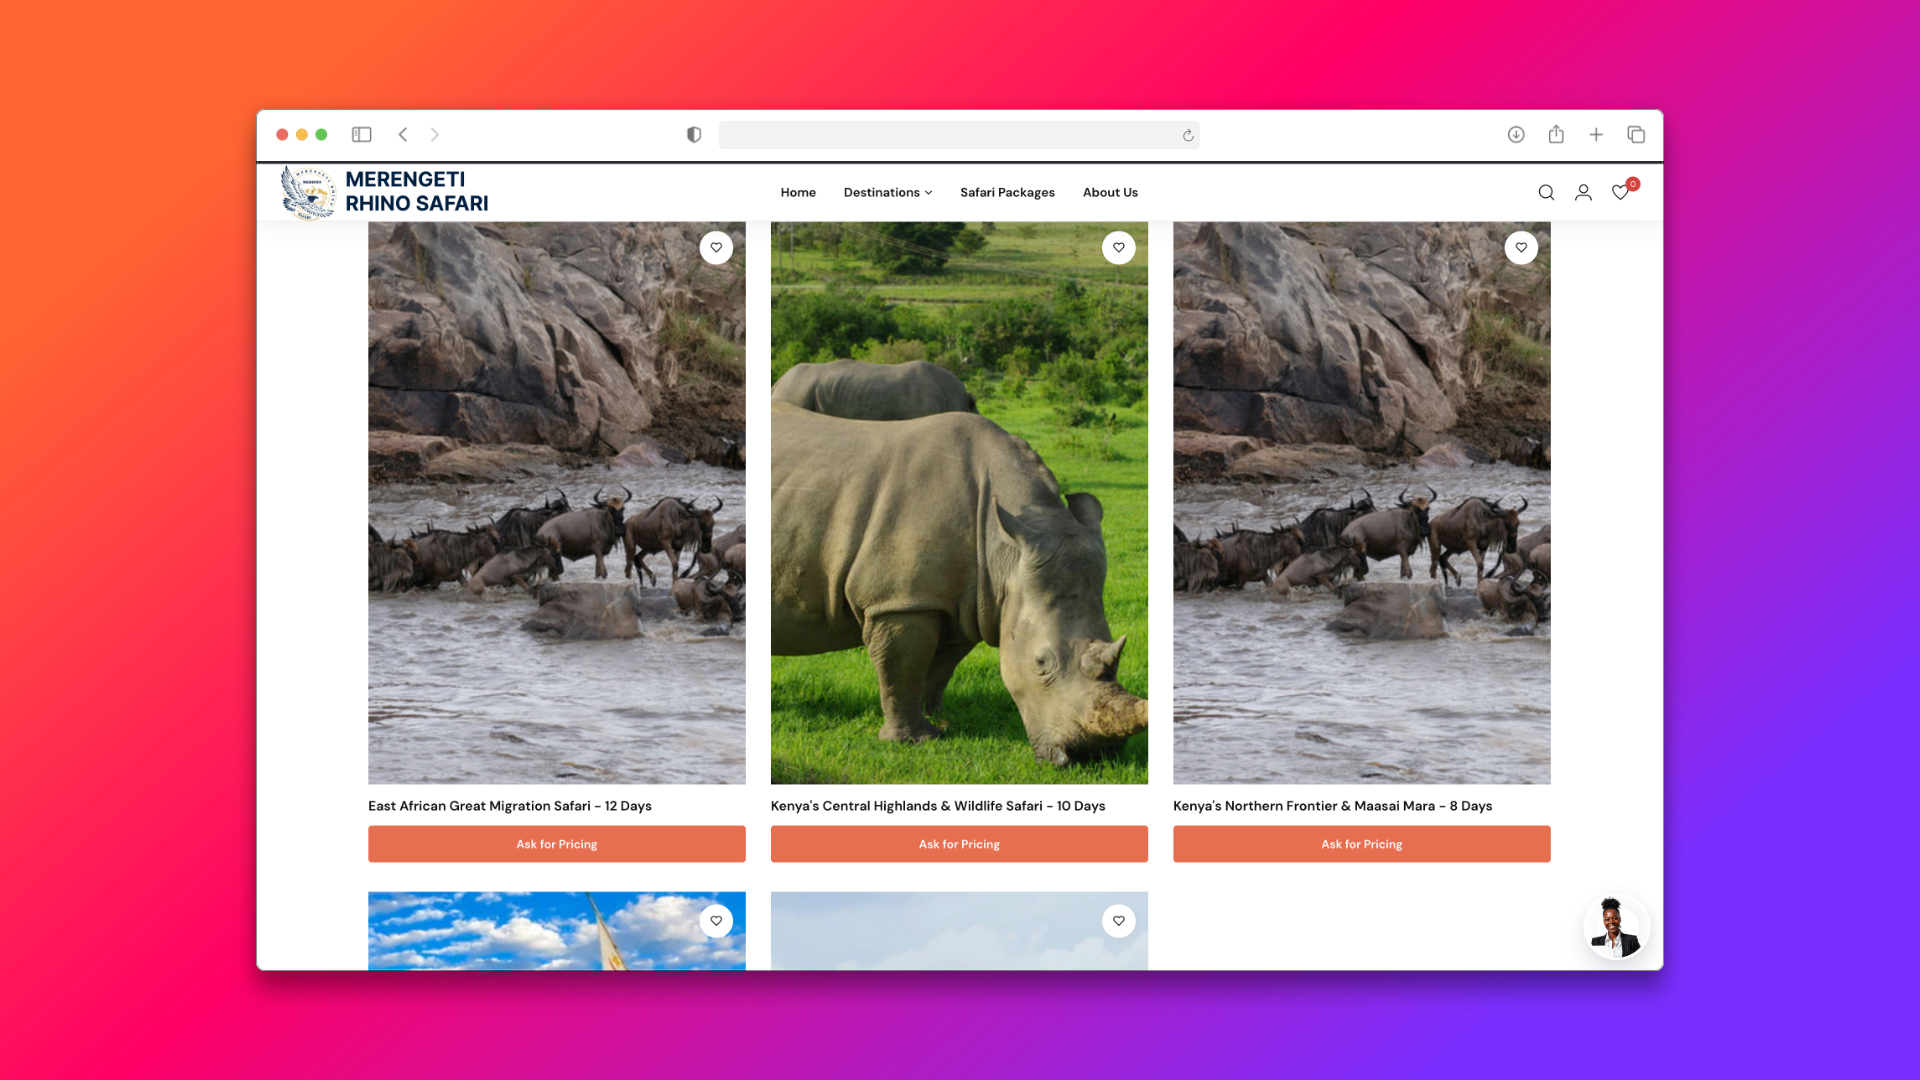 MERENGETI
RHINO SAFARI
Home
Destinations
Safari Packages
About Us
0
East African Great Migration Safari – 12 Days
Kenya's Central Highlands & Wildlife Safari – 10 Days
Kenya's Northern Frontier & Maasai Mara – 8 Days
Ask for Pricing
Ask for Pricing
Ask for Pricing